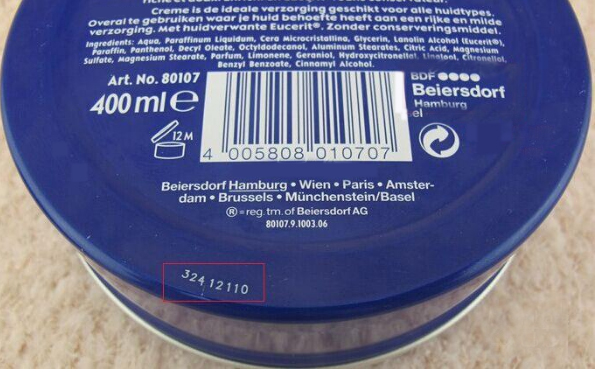 Creme is de ideale verzorging geschikt voor alle huidtypes.
Overal te gebruiken waar je huid behoefte heeft aan een rijke en milde
verzorging. Met huidverwante Eucerit®. Zonder conserveringsmiddel.
Ingredients: Aqua, Paraffinum Liquidum, Cera Microcristallina, Glycerin, Lanolin Alcohol (Eucerit®),
Paraffin, Panthenol, Decyl Oleate, Octyldodecanol, Aluminum Stearates, Citric Acid, Magnesium
Sulfate, Magnesium Stearate, Parfum, Limonene, Geraniol, Hydroxycitronellal, Linalool, Citronellol,
Benzyl Benzoate, Cinnamyl Alcohol.
Art. No. 80107
400 ml e
12 M
4 005808 010707
BDF ●●●●
Beiersdorf
Hamburg
el
Beiersdorf Hamburg • Wien • Paris • Amster-
dam • Brussels • Münchenstein/Basel
® = reg. tm. of Beiersdorf AG
80107.9.1003.06
32412110